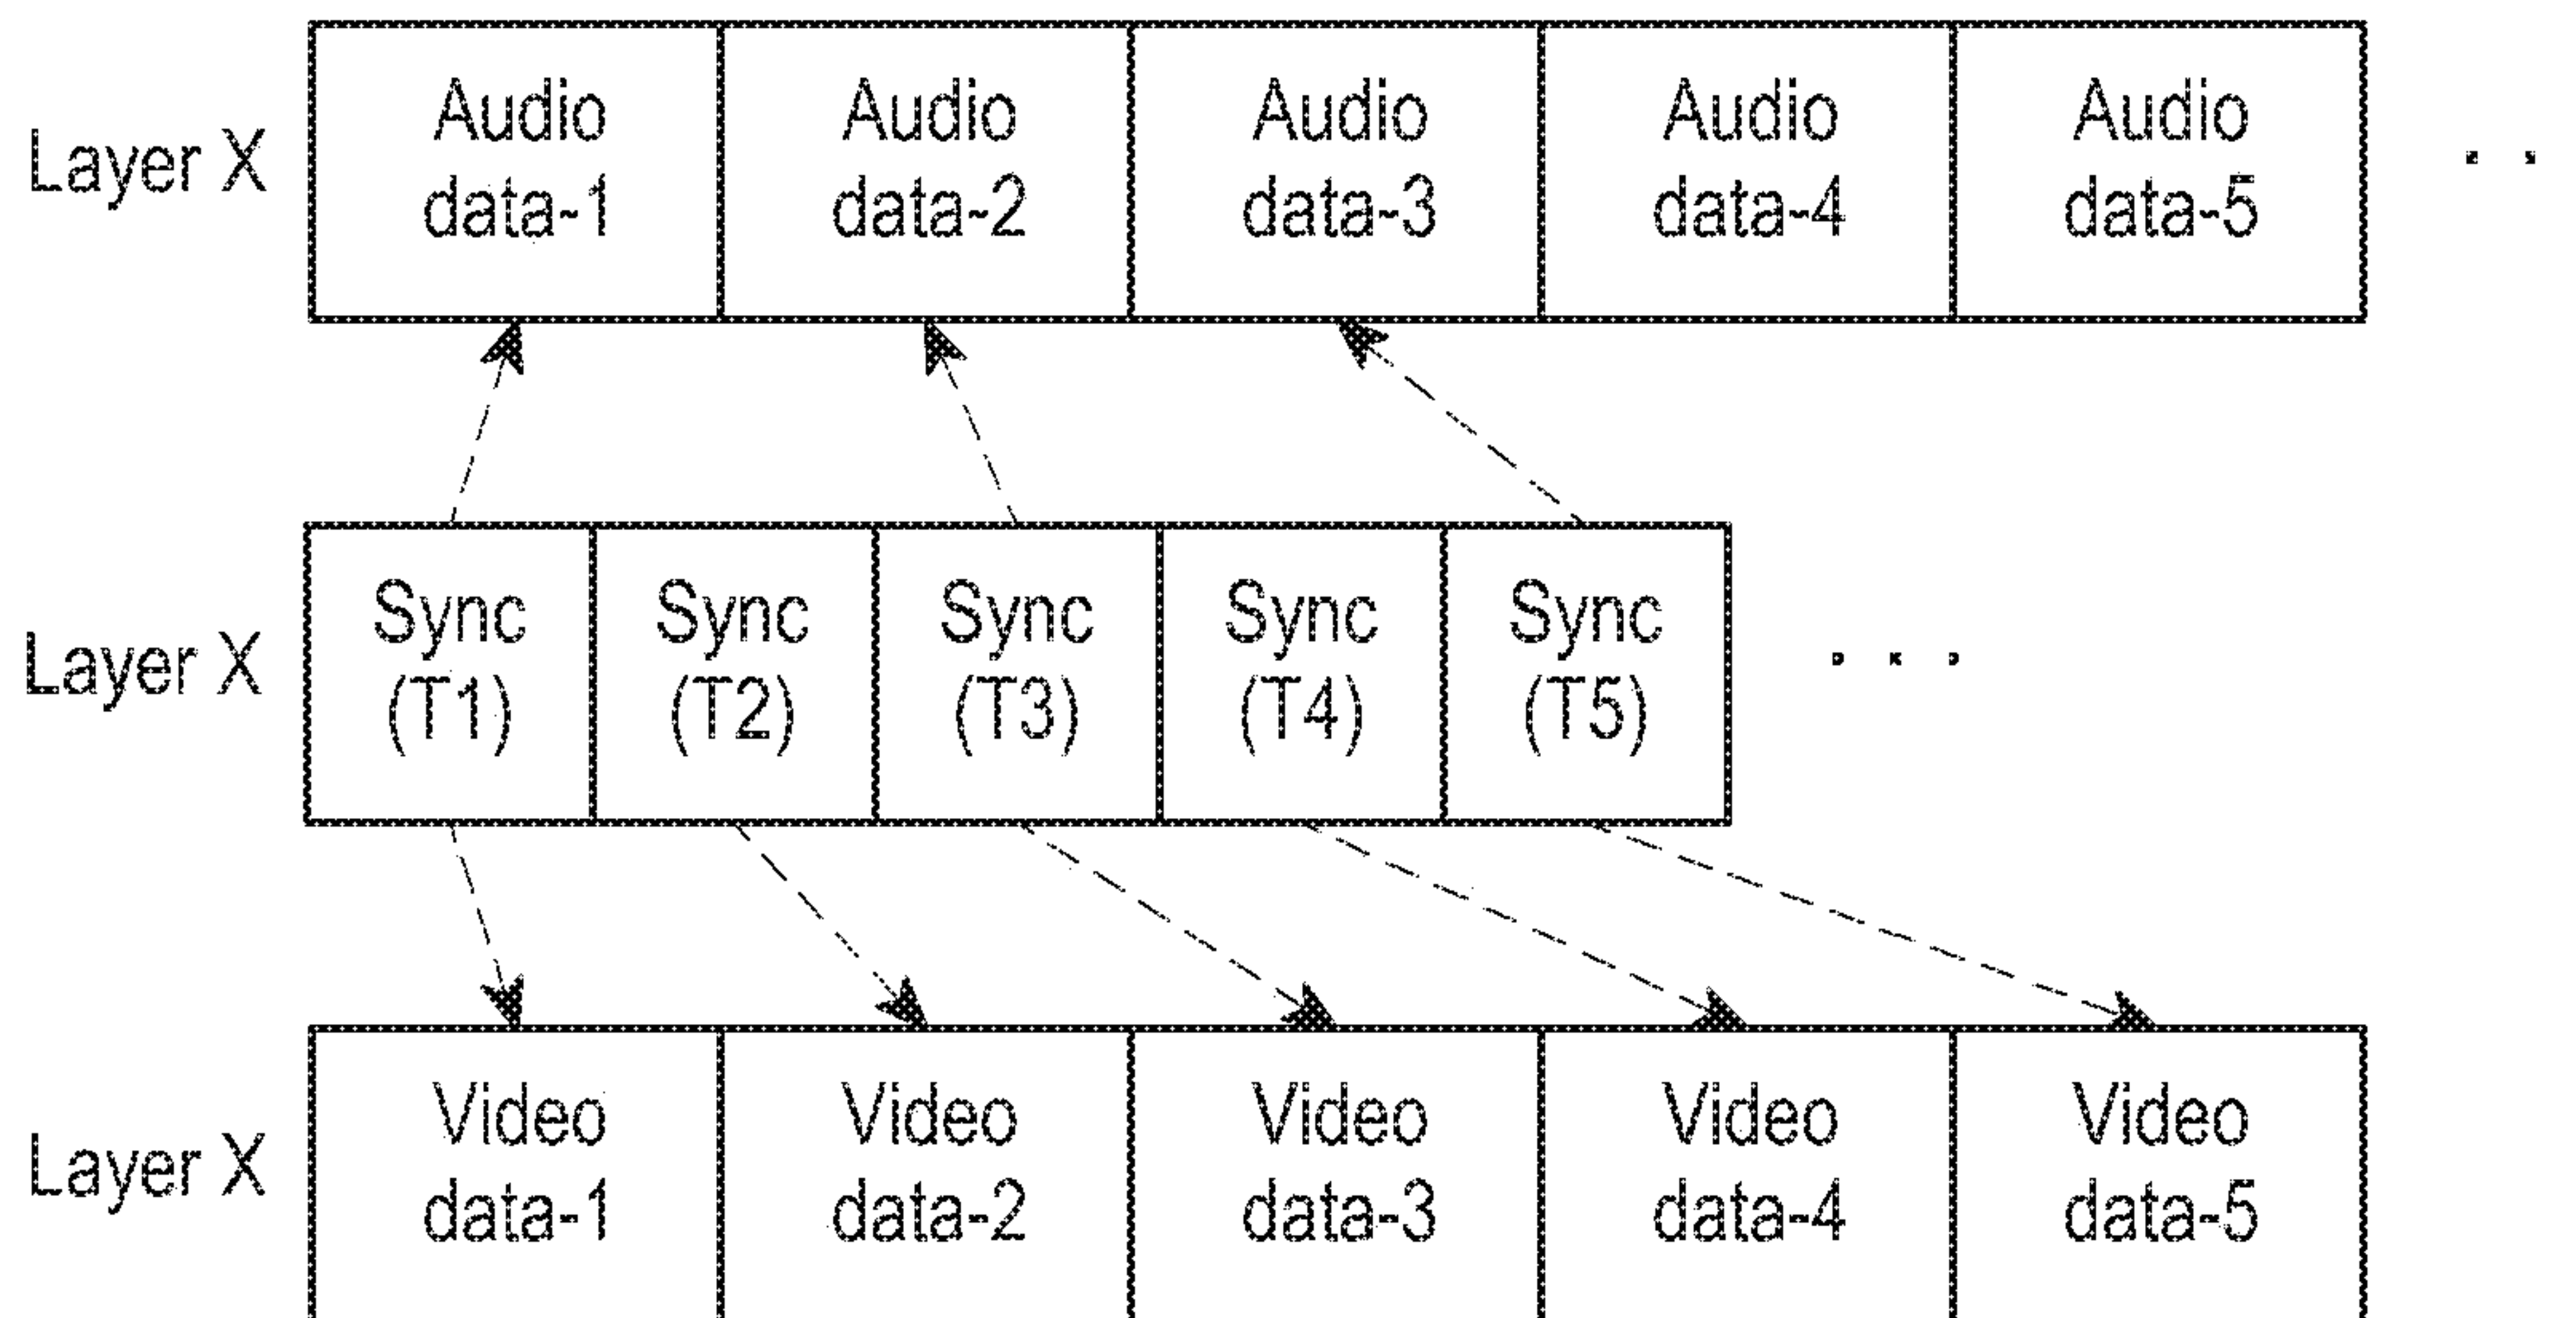 Layer X
Audio Audio Audio Audio Audio
data-1 data-2 data-3 data-4 data-5 . .
Layer X
Sync Sync Sync Sync Sync
(T1) (T2) (T3) (T4) (T5) . . .
Layer X
Video Video Video Video Video
data-1 data-2 data-3 data-4 data-5